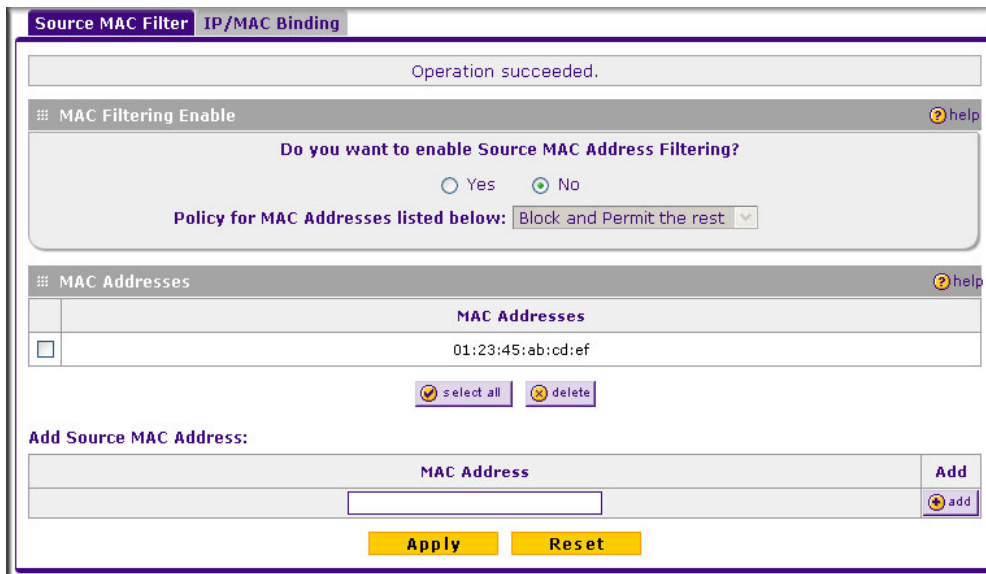 Source MAC Filter IP/MAC Binding
Operation succeeded.
MAC Filtering Enable help
Do you want to enable Source MAC Address Filtering?
Yes No
Policy for MAC Addresses listed below: Block and Permit the rest
MAC Addresses help
MAC Addresses
01:23:45:ab:cd:ef
select all delete
Add Source MAC Address:
MAC Address Add
add
Apply Reset